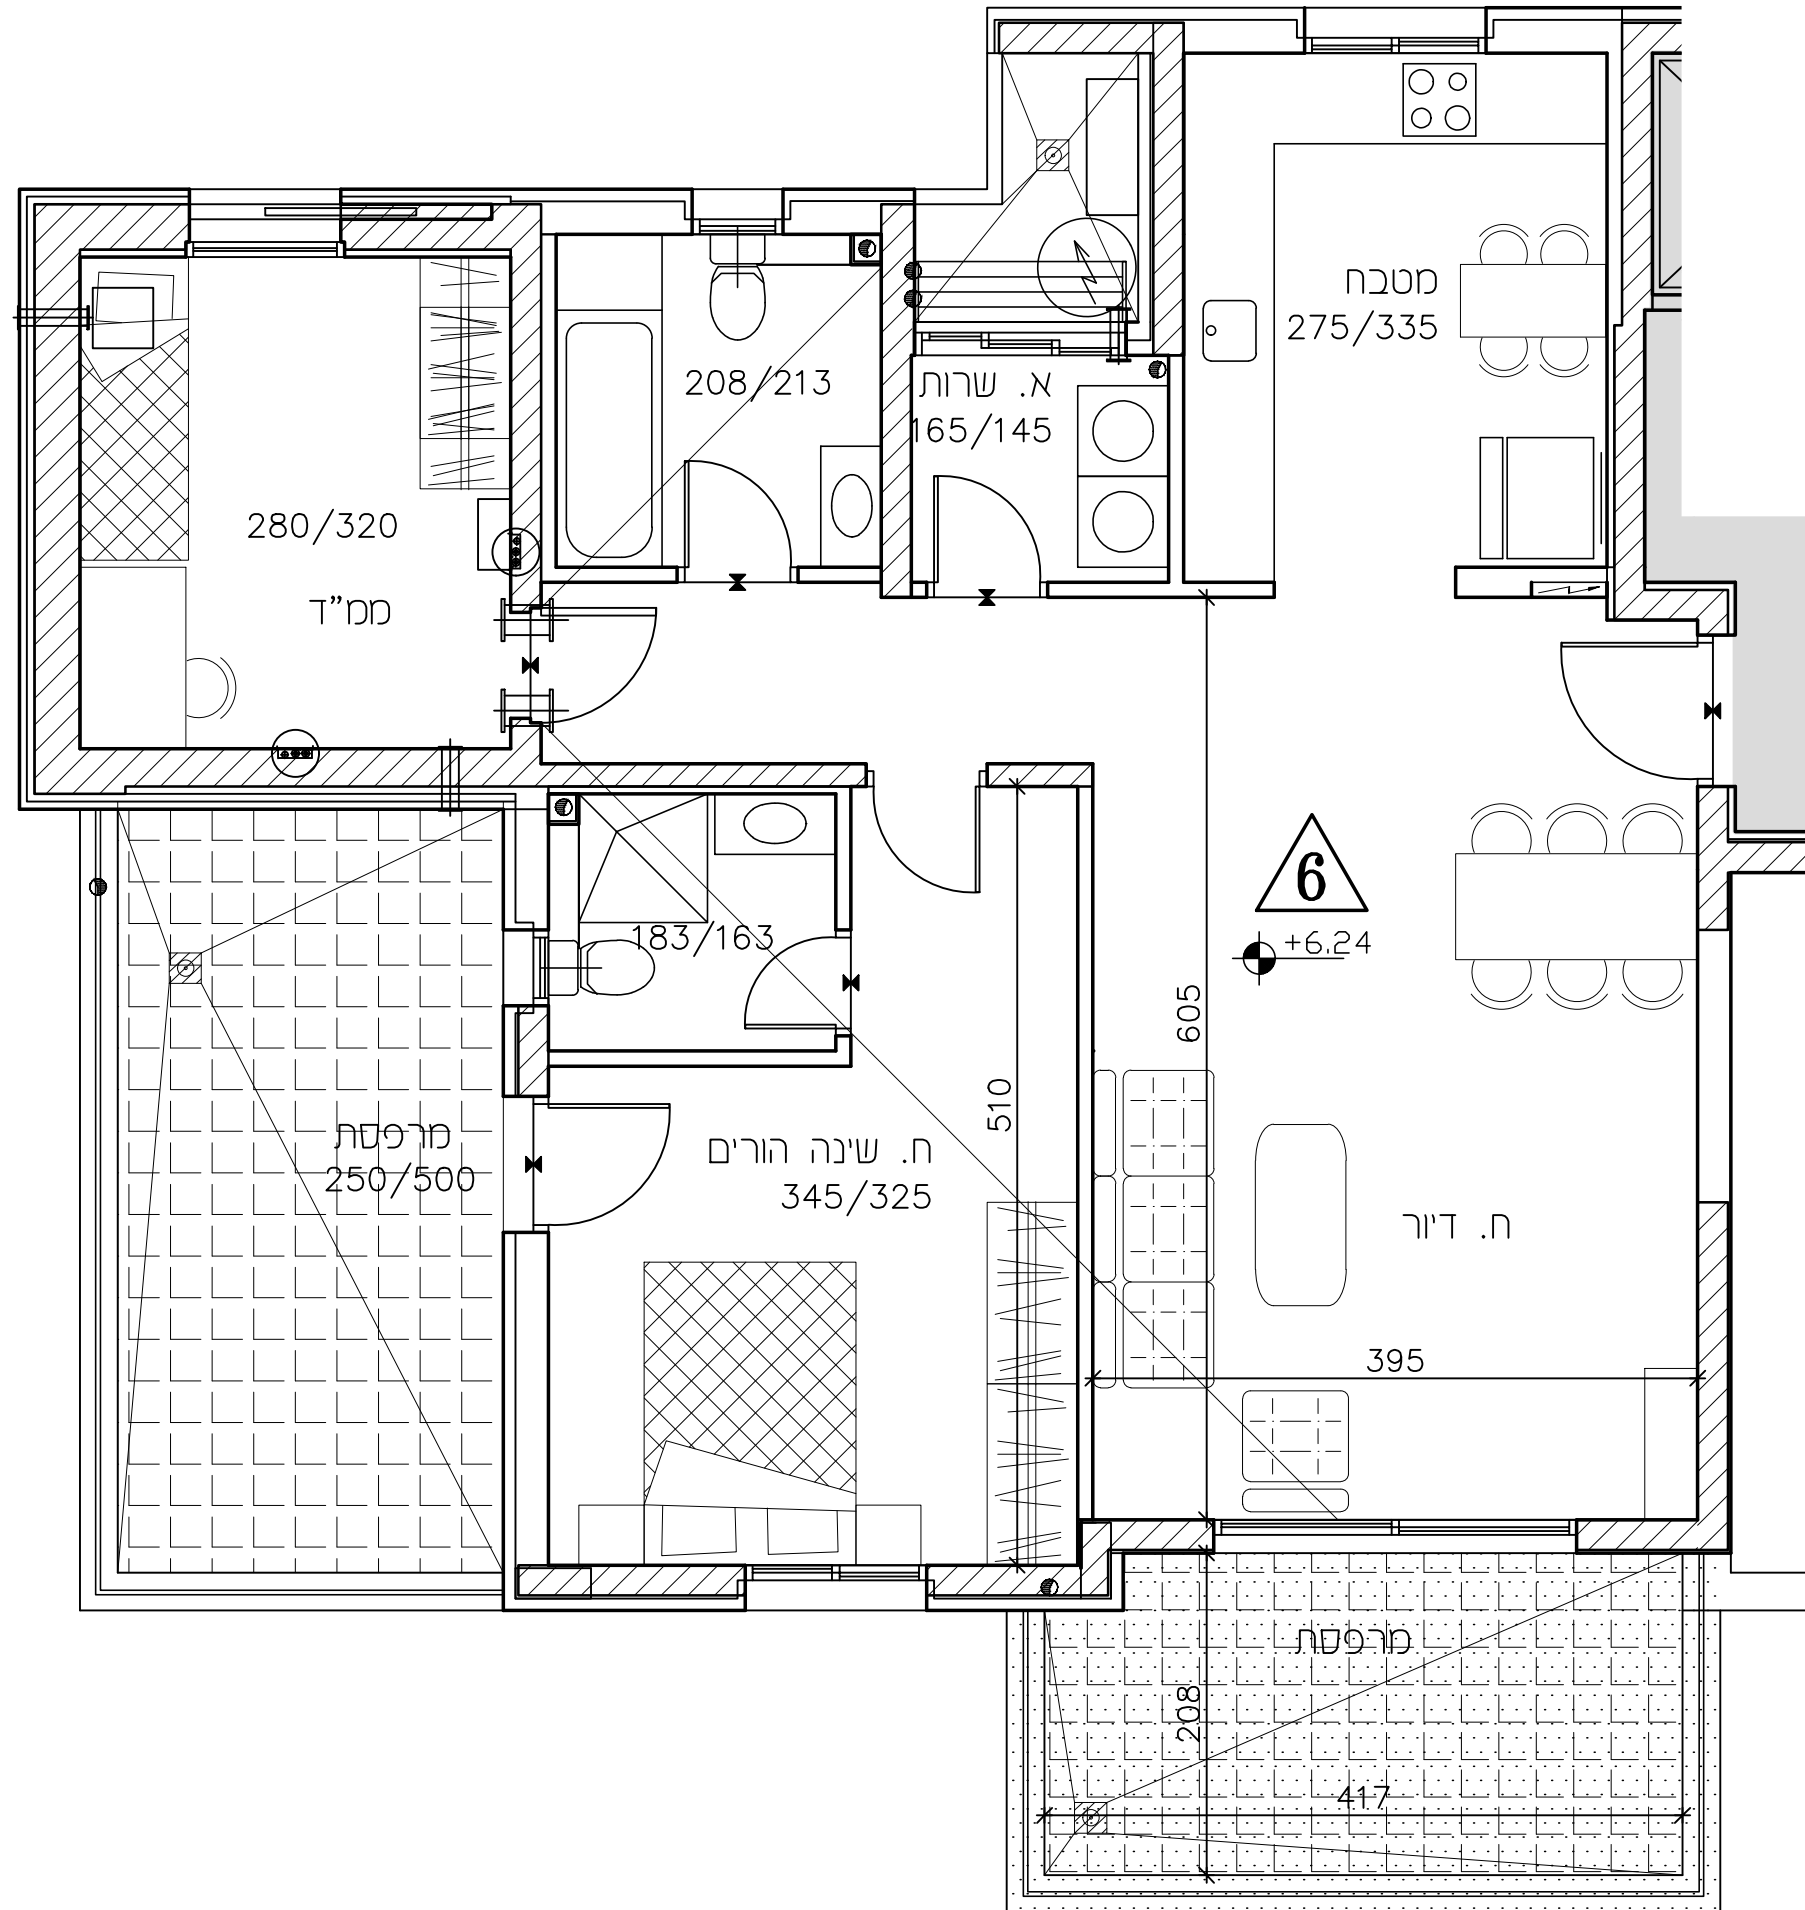 מטבח
275/335
208/213
א. שרות
165/145
280/320
ממ"ד
6
+6.24
183/163
605
510
מרפסת
250/500
ח. שינה הורים
345/325
ח. דיור
395
מרפסת
208
417